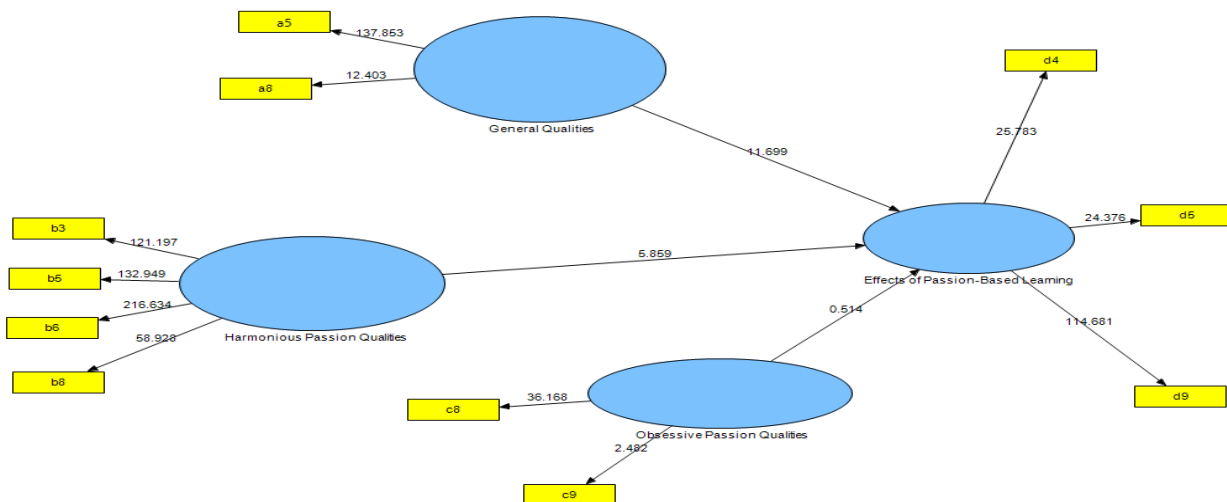 a5
137.853
12.403
a8
General Qualities
d4
25.783
11.699
b3
121.197
b5
132.949
b6
216.634
58.928
b8
Harmonious Passion Qualities
5.859
24.376
d5
Effects of Passion-Based Learning
0.514
114.681
d9
c8
36.168
Obsessive Passion Qualities
2.482
c9